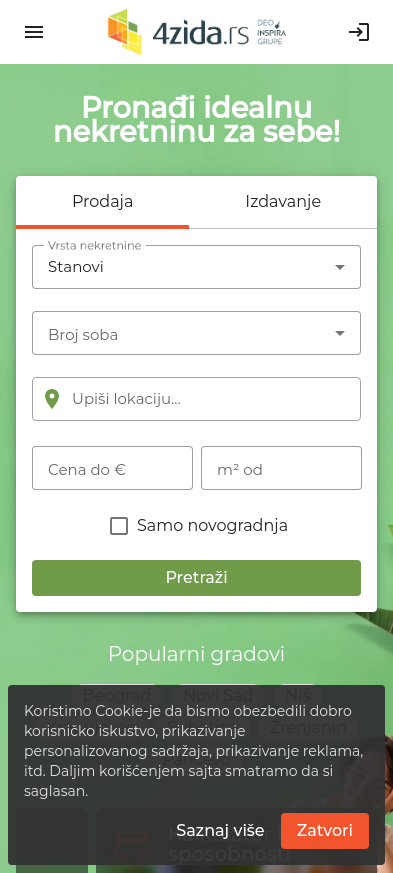 4zida.rs
DEO
INSPIRA
GRUPE
Pronađi idealnu
nekretninu za sebe!
Prodaja
Izdavanje
Vrsta nekretnine
Stanovi
Broj soba
Upiši lokaciju...
Cena do €
m² od
Samo novogradnja
Pretraži
Popularni gradovi
Beograd
Novi Sad
Niš
Zrenjanin
Koristimo Cookie-je da bismo obezbedili dobro
korisničko iskustvo, prikazivanje
personalizovanog sadržaja, prikazivanje reklama,
itd. Daljim korišćenjem sajta smatramo da si
saglasan.
Saznaj više
Zatvori
sposobnosti